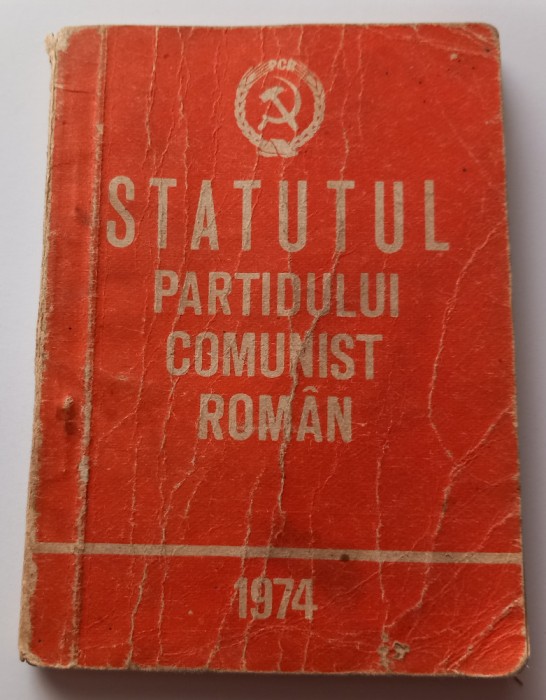 PCR
STATUTUL
PARTIDULUI
COMUNIST
ROMÂN
1974